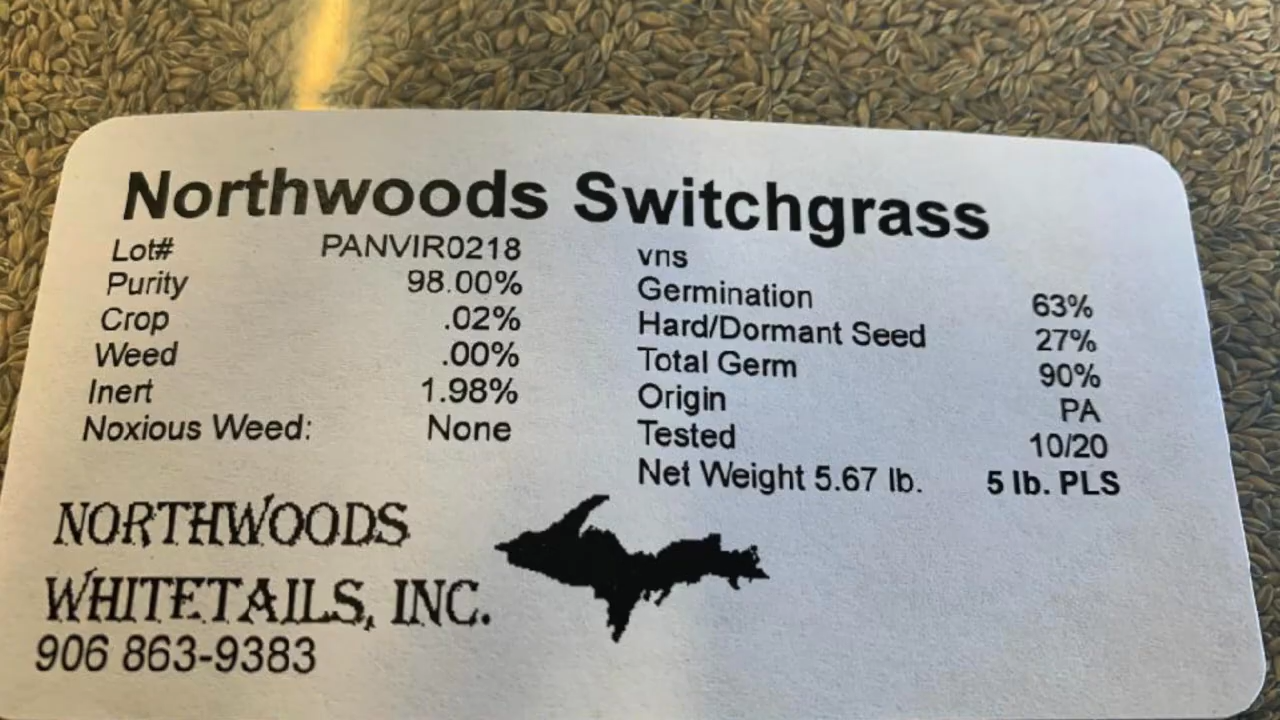 Northwoods Switchgrass
Lot# PANVIR0218
Purity 98.00%
Crop .02%
Weed .00%
Inert 1.98%
Noxious Weed: None
vns
Germination 63%
Hard/Dormant Seed 27%
Total Germ 90%
Origin PA
Tested 10/20
Net Weight 5.67 lb. 5 lb. PLS
NORTHWOODS
WHITETAILS, INC.
906 863-9383